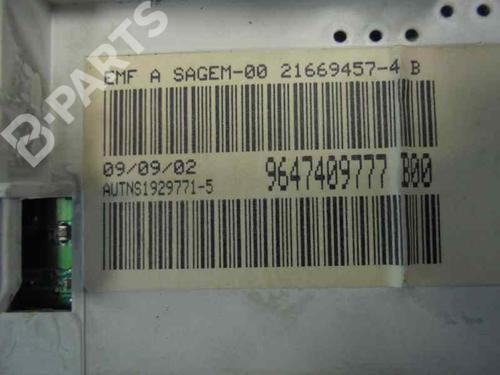 EMF A SAGEM-00 21669457-4 B
09/09/02
9647409777 B00
AUTNS1929771-5
B-PARTS